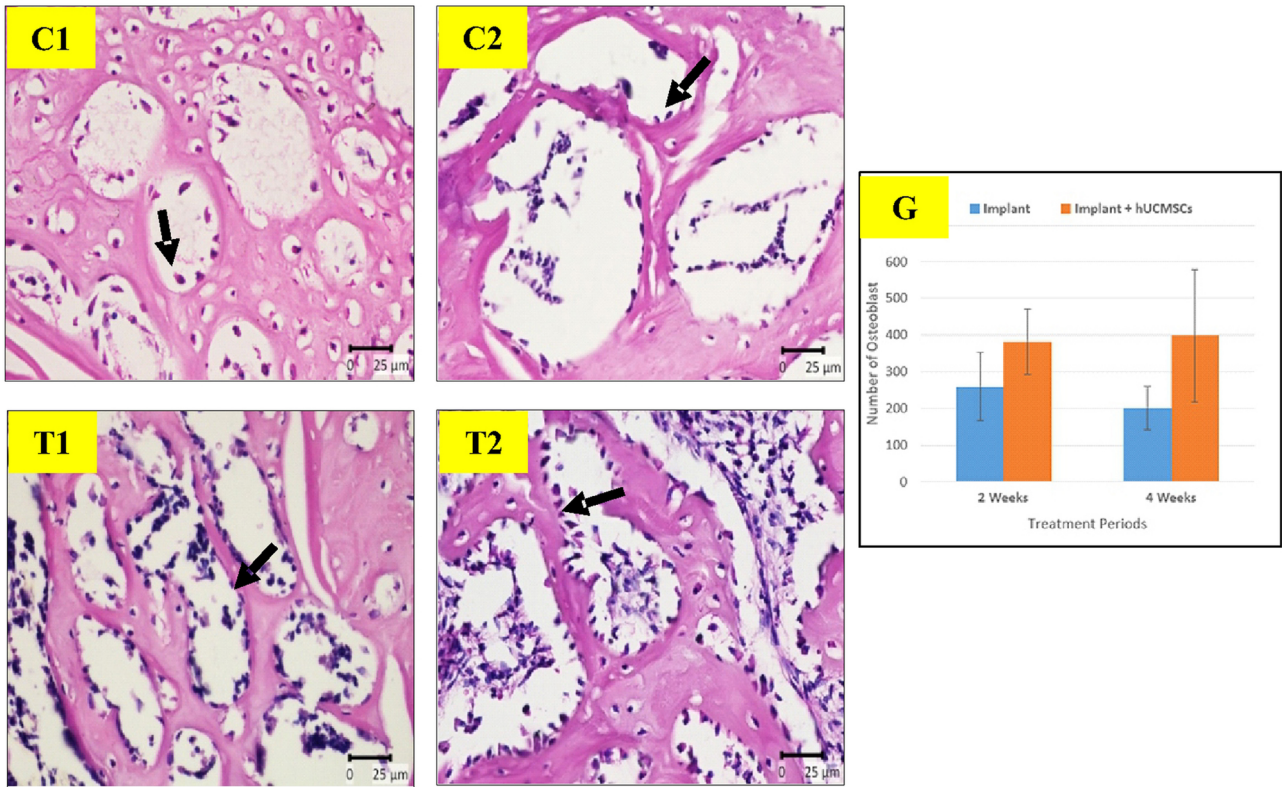 C1
0 25 µm
C2
0 25 µm
T1
0 25 µm
T2
0 25 µm
G
Implant Implant + hUCMSCs
Number of Osteoblast
600
500
400
300
200
100
0
2 Weeks 4 Weeks
Treatment Periods